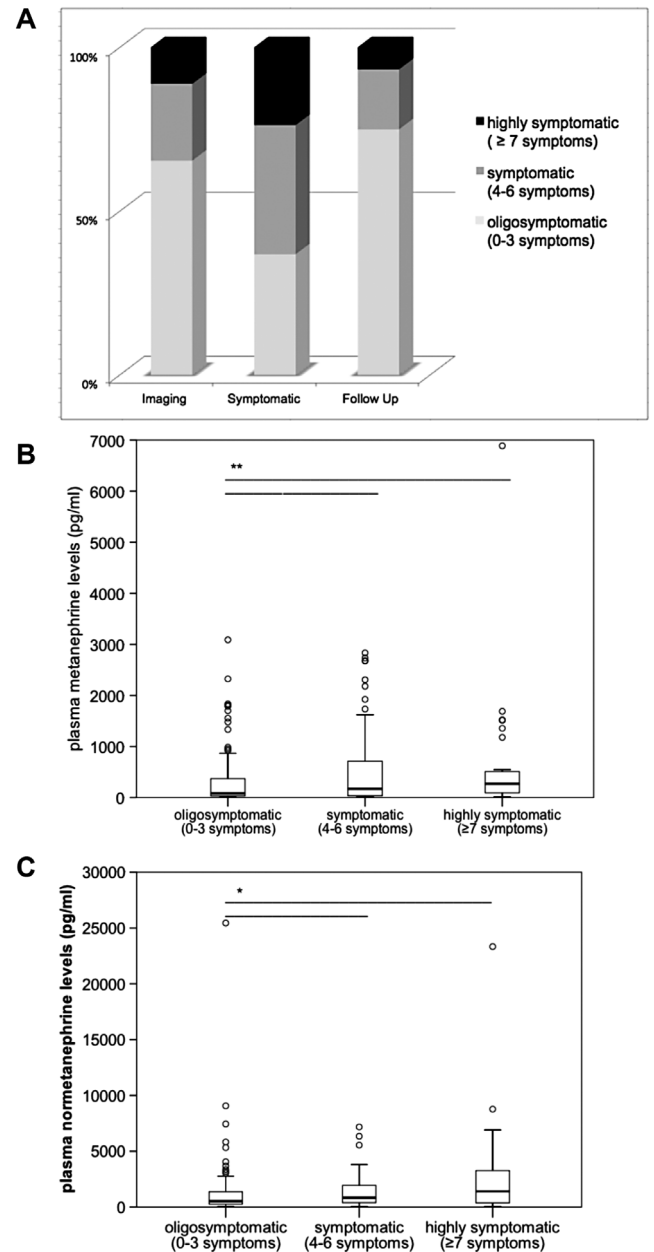 A
100%
50%
0%
Imaging
Symptomatic
Follow Up
highly symptomatic
( ≥ 7 symptoms)
symptomatic
(4-6 symptoms)
oligosymptomatic
(0-3 symptoms)
B
plasma metanephrine levels (pg/ml)
7000
6000
5000
4000
3000
2000
1000
0
**
oligosymptomatic
(0-3 symptoms)
symptomatic
(4-6 symptoms)
highly symptomatic
(≥7 symptoms)
C
plasma normetanephrine levels (pg/ml)
30000
25000
20000
15000
10000
5000
0
*
oligosymptomatic
(0-3 symptoms)
symptomatic
(4-6 symptoms)
highly symptomatic
(≥7 symptoms)